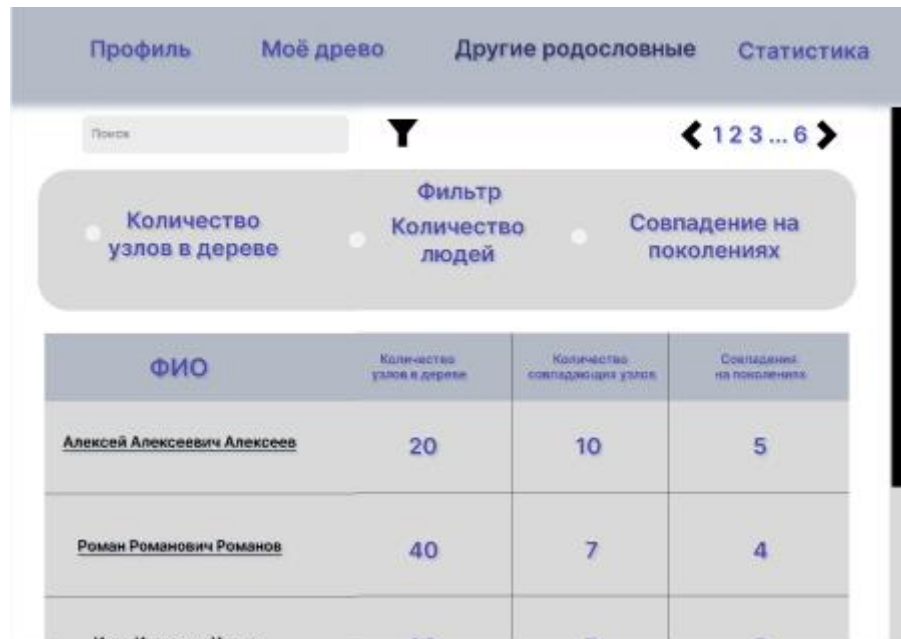 Профиль Моё древо Другие родословные Статистика
Поиск
1 2 3 ... 6
Фильтр
Количество
узлов в дереве
Количество
людей
Совпадение на
поколениях
ФИО
Количество
узлов в дереве
Количество
совпадающих узлов
Совпадения
на поколениях
Алексей Алексеевич Алексеев 20 10 5
Роман Романович Романов 40 7 4